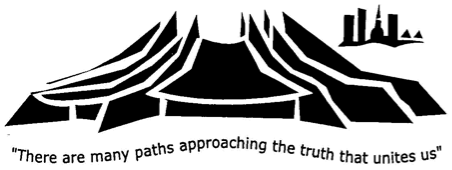 "There are many paths approaching the truth that unites us"